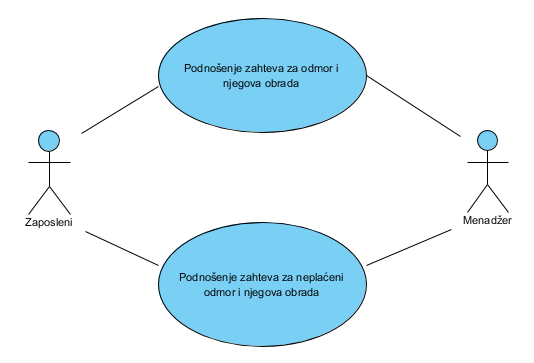 Podnošenje zahteva za odmor i
njegova obrada
Zaposleni
Menadžer
Podnošenje zahteva za neplaćeni
odmor i njegova obrada